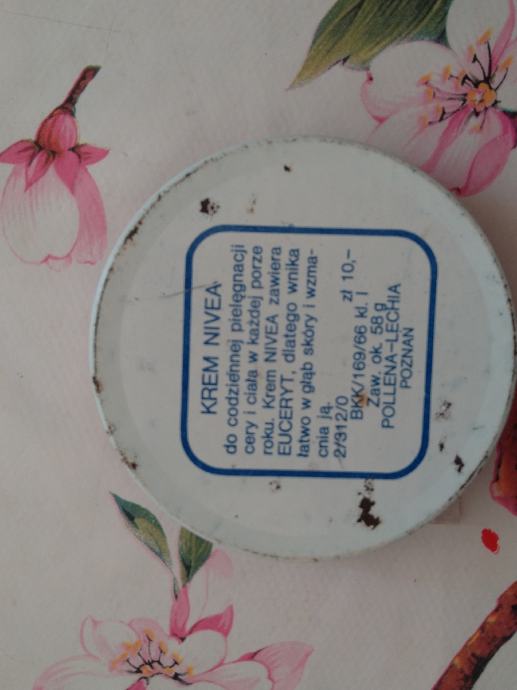 KREM NIVEA
do codziennej pielęgnacji
cery i ciała w każdej porze
roku. Krem NIVEA zawiera
EUCERYT, dlatego wnika
łatwo w głąb skóry i wzma-
cnia ją.
2/312/0 zł 10,-
BKK/169/66 kl. I
Zaw. ok. 58 g
POLLENA-LECHIA
POZNAŃ